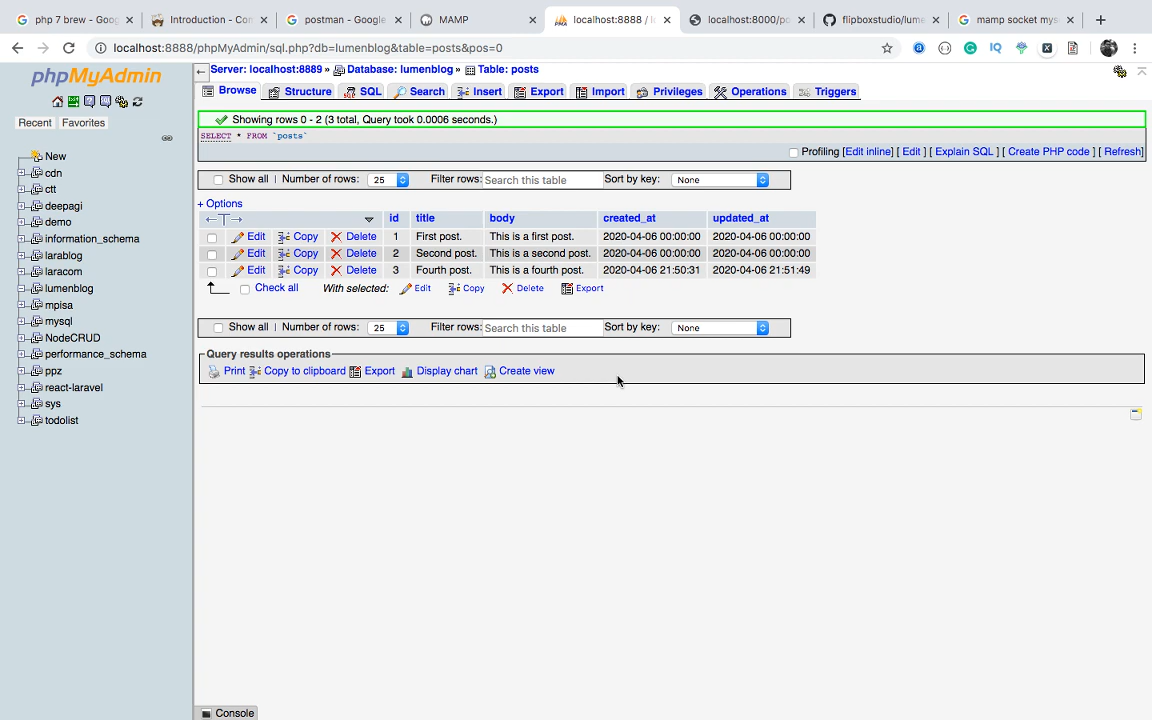 php 7 brew - Goog
Introduction - Con
postman - Google
MAMP
localhost:8888 / l
localhost:8000/po
flipboxstudio/lume
mamp socket mys
localhost:8888/phpMyAdmin/sql.php?db=lumenblog&table=posts&pos=0
phpMyAdmin
Recent Favorites
New
cdn
ctt
deepagi
demo
information_schema
larablog
laracom
lumenblog
mpisa
mysql
NodeCRUD
performance_schema
ppz
react-laravel
sys
todolist
Server: localhost:8889 » Database: lumenblog » Table: posts
Browse Structure SQL Search Insert Export Import Privileges Operations Triggers
Showing rows 0 - 2 (3 total, Query took 0.0006 seconds.)
SELECT * FROM `posts`
Profiling [Edit inline] [ Edit ] [ Explain SQL ] [ Create PHP code ] [ Refresh]
Show all | Number of rows: 25 Filter rows: Search this table Sort by key: None
+ Options
←T→ id title body created_at updated_at
Edit Copy Delete 1 First post. This is a first post. 2020-04-06 00:00:00 2020-04-06 00:00:00
Edit Copy Delete 2 Second post. This is a second post. 2020-04-06 00:00:00 2020-04-06 00:00:00
Edit Copy Delete 3 Fourth post. This is a fourth post. 2020-04-06 21:50:31 2020-04-06 21:51:49
Check all With selected: Edit Copy Delete Export
Show all | Number of rows: 25 Filter rows: Search this table Sort by key: None
Query results operations
Print Copy to clipboard Export Display chart Create view
Console